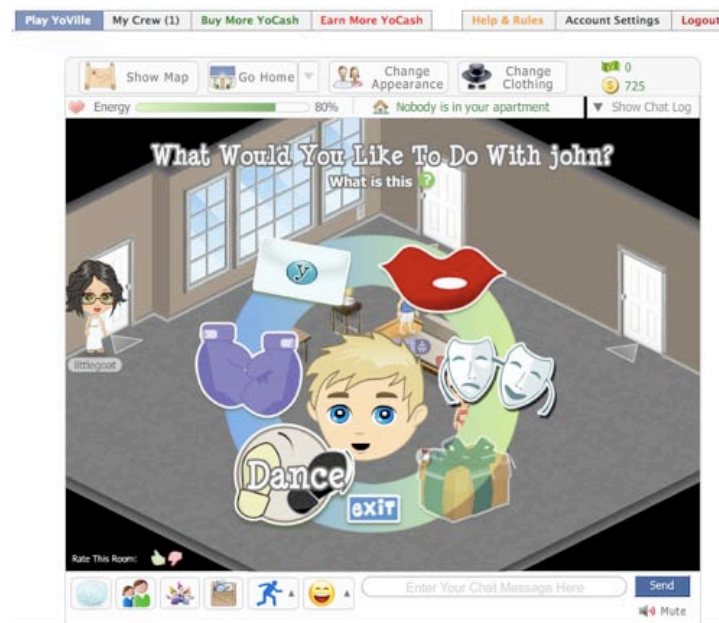 Play YoVille
My Crew (1)
Buy More YoCash
Earn More YoCash
Help & Rules
Account Settings
Logout
Show Map
Go Home
Change Appearance
Change Clothing
0
725
Energy
80%
Nobody is in your apartment
Show Chat Log
What Would You Like To Do With john?
What is this ?
y
littlegoat
Dance
exit
Rate This Room:
Enter Your Chat Message Here
Send
Mute